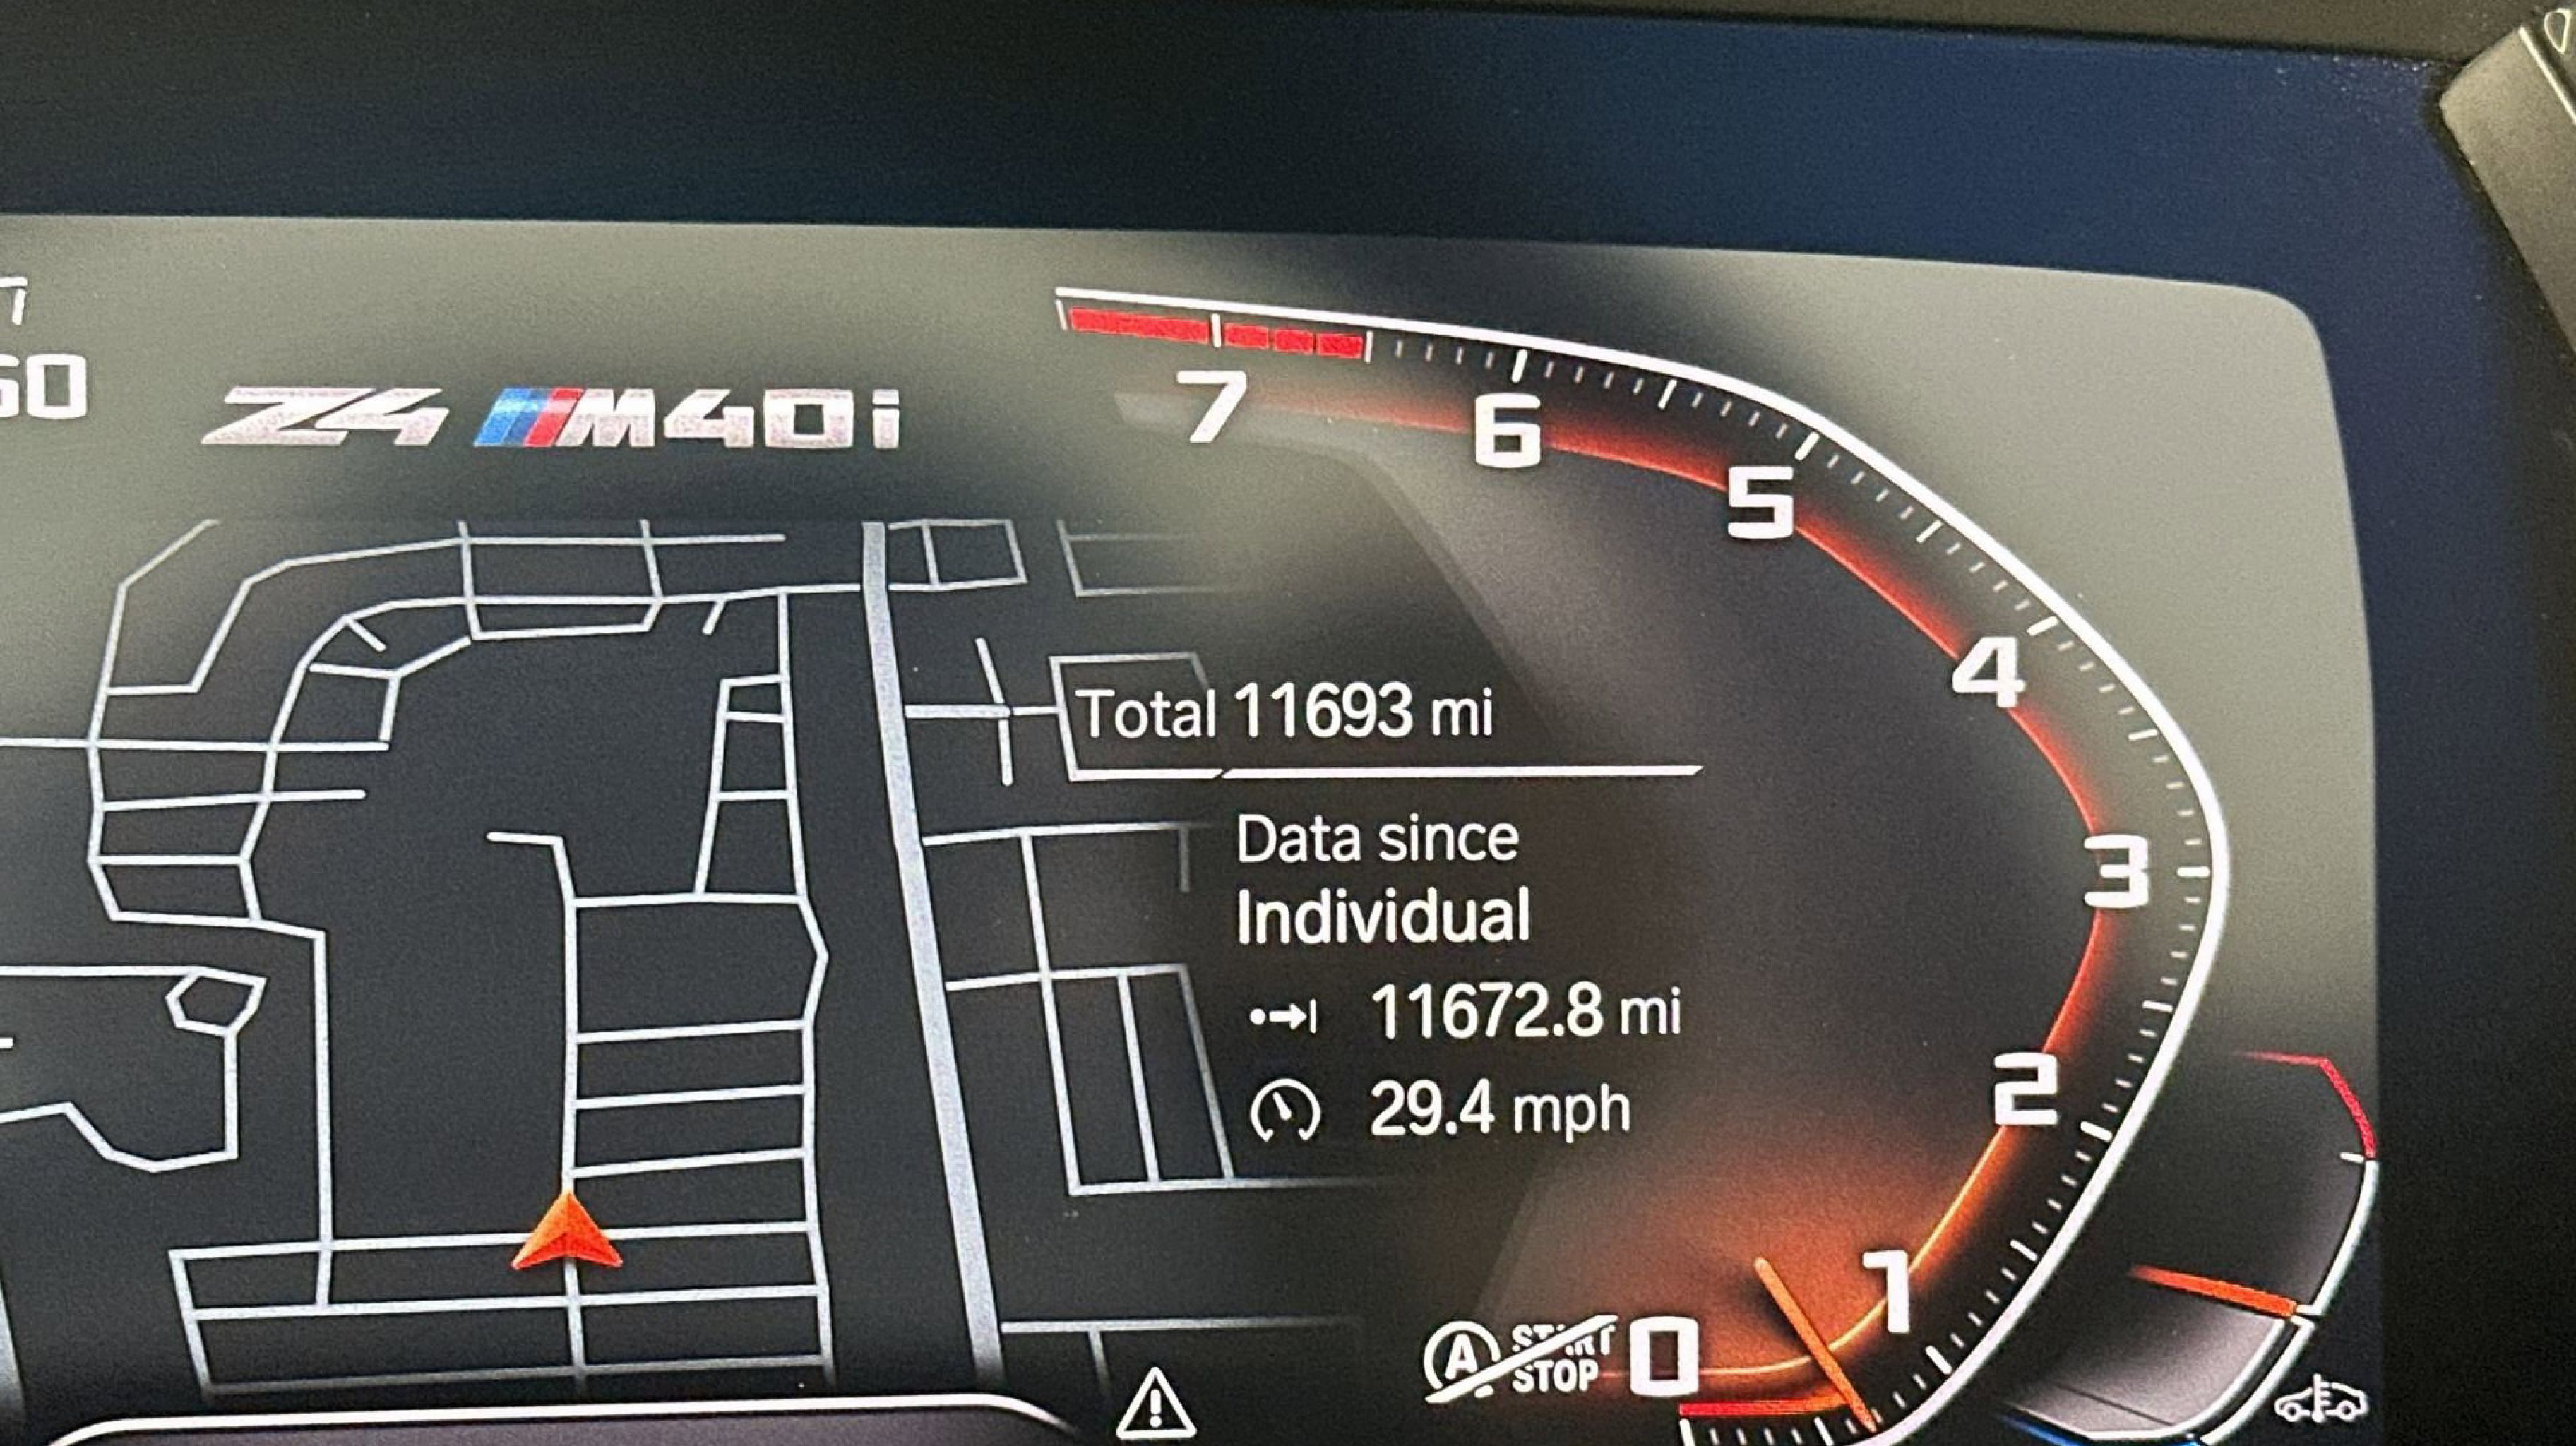 Z4 M40i
7
6
5
4
3
2
1
0
Total 11693 mi
Data since
Individual
11672.8 mi
29.4 mph
A START
STOP